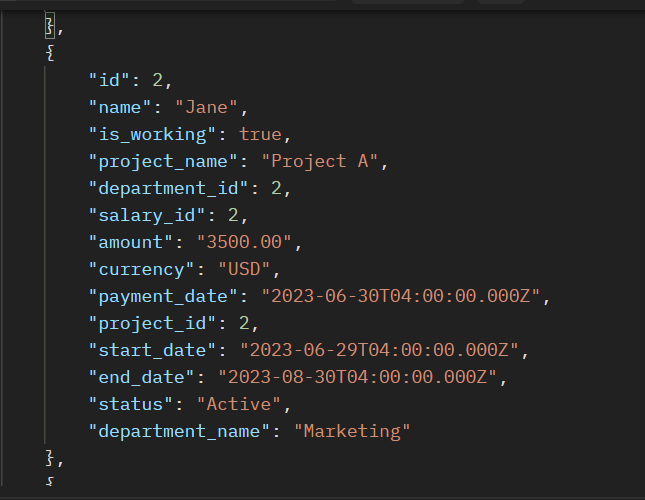 },
{
"id": 2,
"name": "Jane",
"is_working": true,
"project_name": "Project A",
"department_id": 2,
"salary_id": 2,
"amount": "3500.00",
"currency": "USD",
"payment_date": "2023-06-30T04:00:00.000Z",
"project_id": 2,
"start_date": "2023-06-29T04:00:00.000Z",
"end_date": "2023-08-30T04:00:00.000Z",
"status": "Active",
"department_name": "Marketing"
},
{